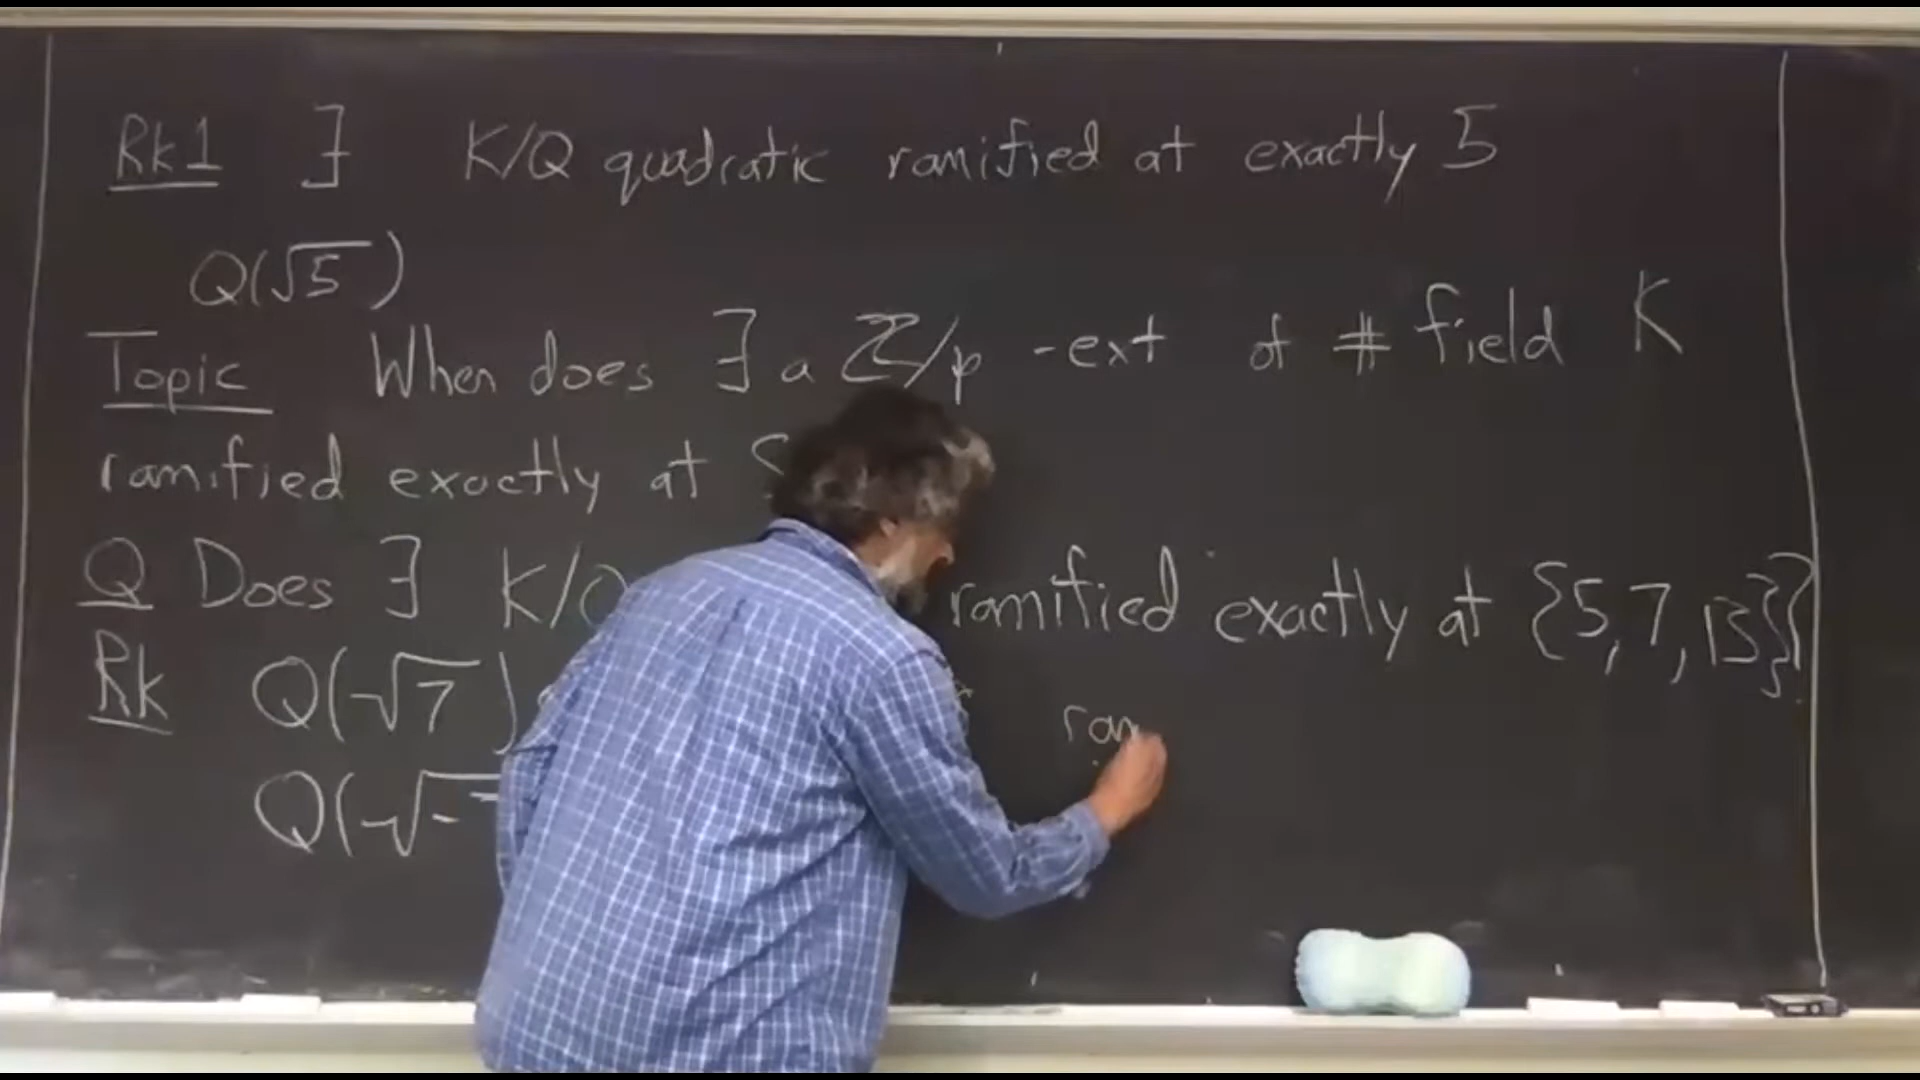 Rk1 ∃ K/Q quadratic ramified at exactly 5
Q(√5)
Topic When does ∃ a ℤ/p -ext of # field K
ramified exactly at S
Q Does ∃ K/Q ramified exactly at {5,7,13}?
Rk Q(√7)
Q(√-
ram